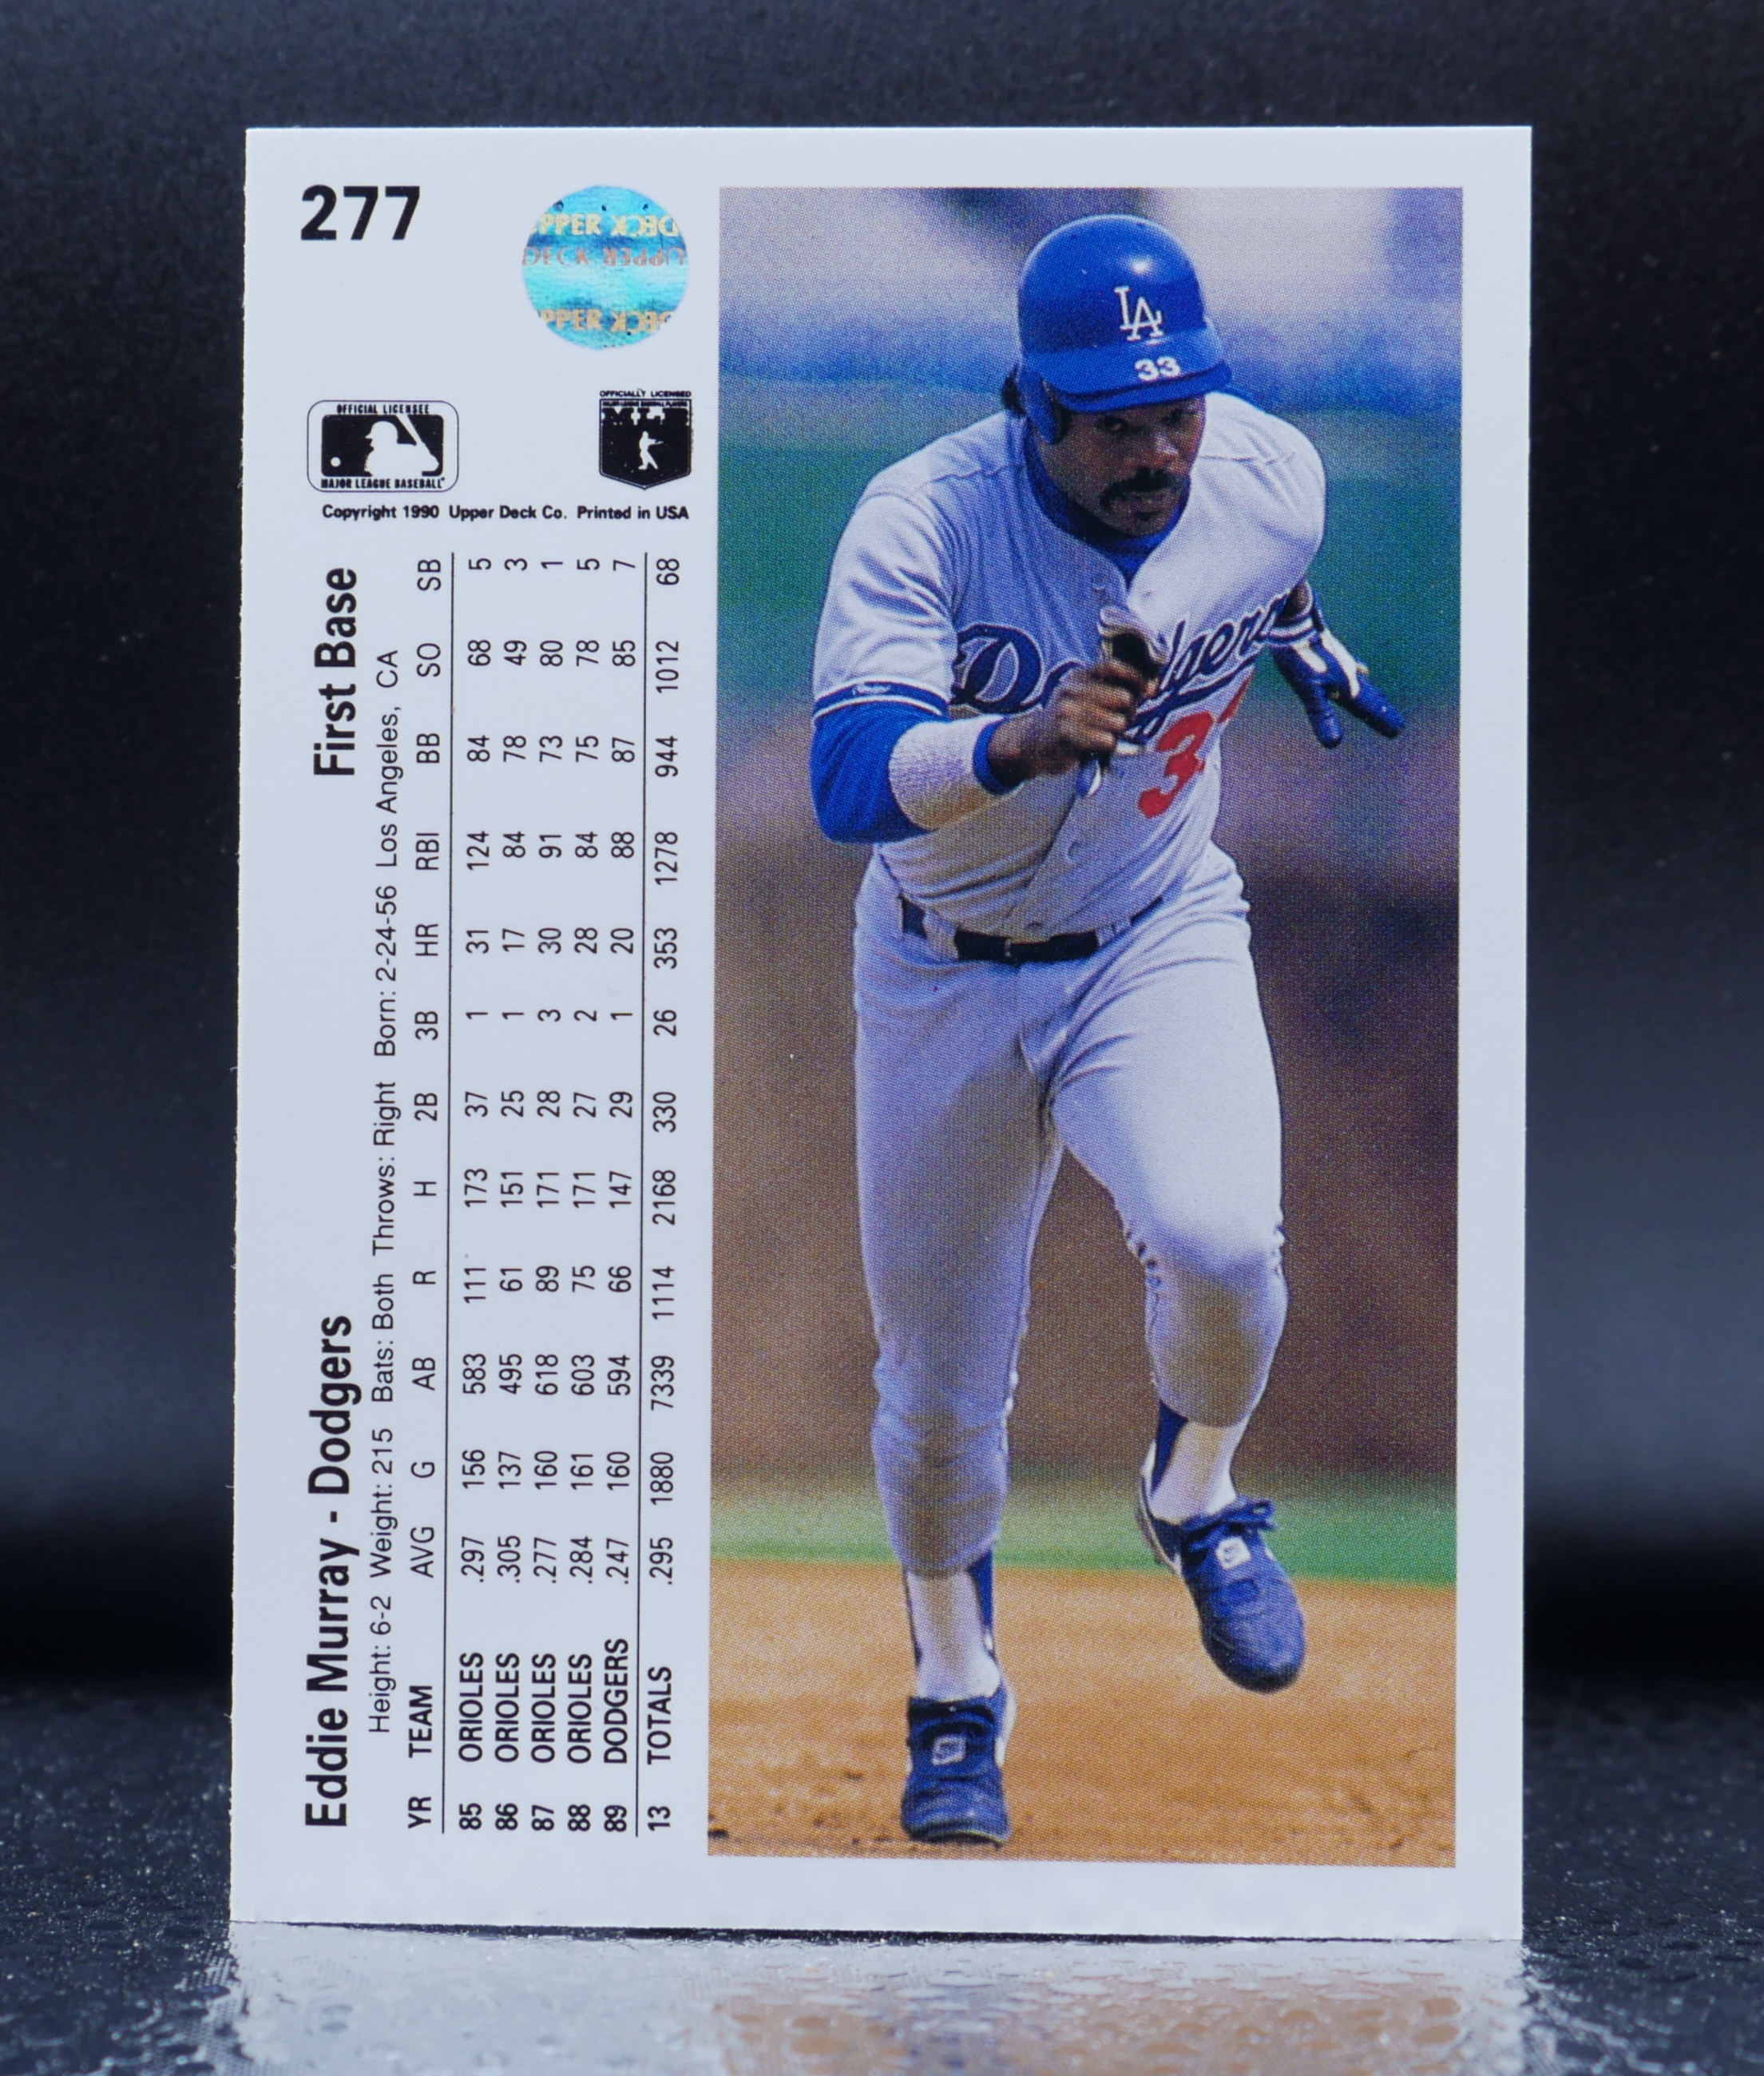 277
UPPER DECK
DECK UPPER
UPPER DECK
OFFICIAL LICENSEE
MAJOR LEAGUE BASEBALL
OFFICIALLY LICENSED
Copyright 1990 Upper Deck Co. Printed in USA
Eddie Murray - Dodgers First Base
Height: 6-2 Weight: 215 Bats: Both Throws: Right Born: 2-24-56 Los Angeles, CA
YR TEAM AVG G AB R H 2B 3B HR RBI BB SO SB
85 ORIOLES .297 156 583 111 173 37 1 31 124 84 68 5
86 ORIOLES .305 137 495 61 151 25 1 17 84 78 49 3
87 ORIOLES .277 160 618 89 171 28 3 30 91 73 80 1
88 ORIOLES .284 161 603 75 171 27 2 28 84 75 78 5
89 DODGERS .247 160 594 66 147 29 1 20 88 87 85 7
13 TOTALS .295 1880 7339 1114 2168 330 26 353 1278 944 1012 68
LA
33
Dodgers